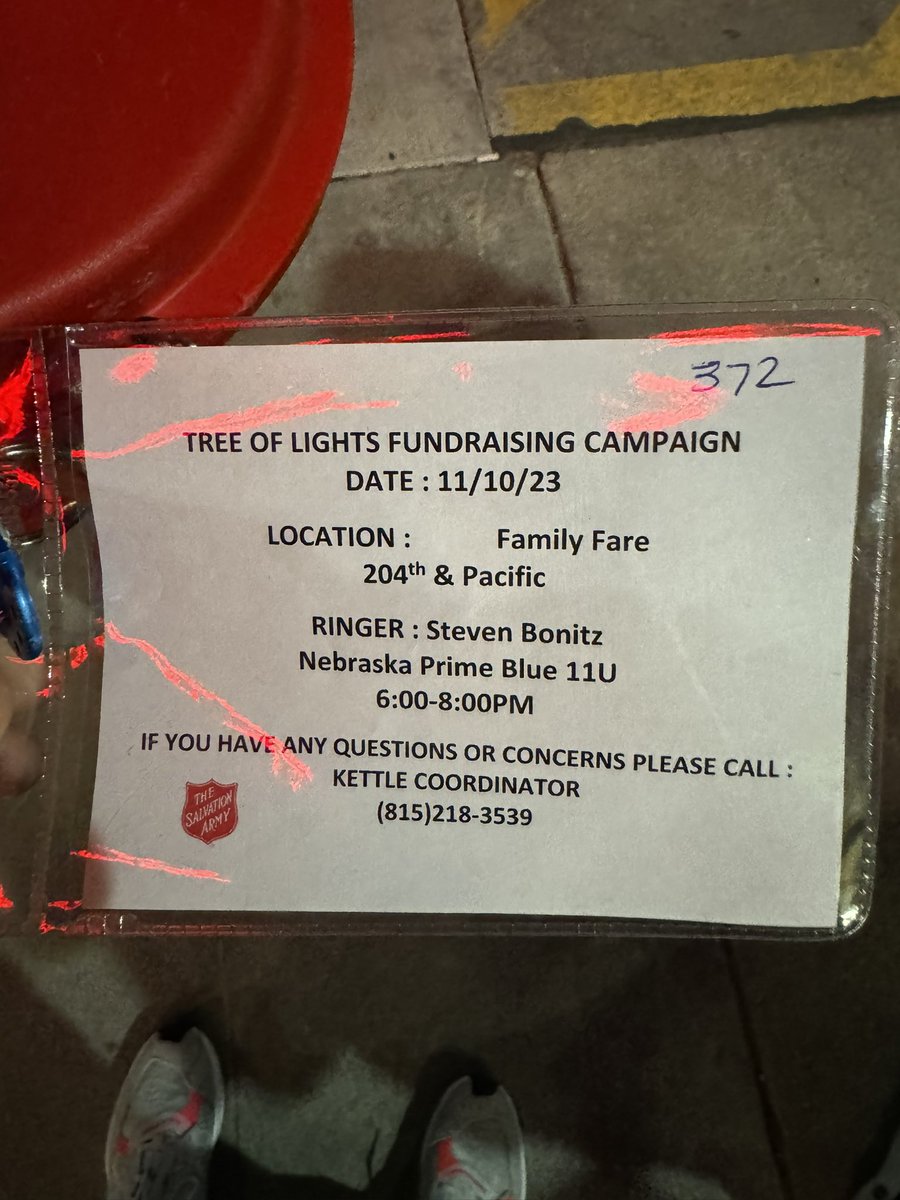 372
TREE OF LIGHTS FUNDRAISING CAMPAIGN
DATE : 11/10/23
LOCATION : Family Fare
204th & Pacific
RINGER : Steven Bonitz
Nebraska Prime Blue 11U
6:00-8:00PM
IF YOU HAVE ANY QUESTIONS OR CONCERNS PLEASE CALL :
KETTLE COORDINATOR
(815)218-3539
THE
SALVATION
ARMY